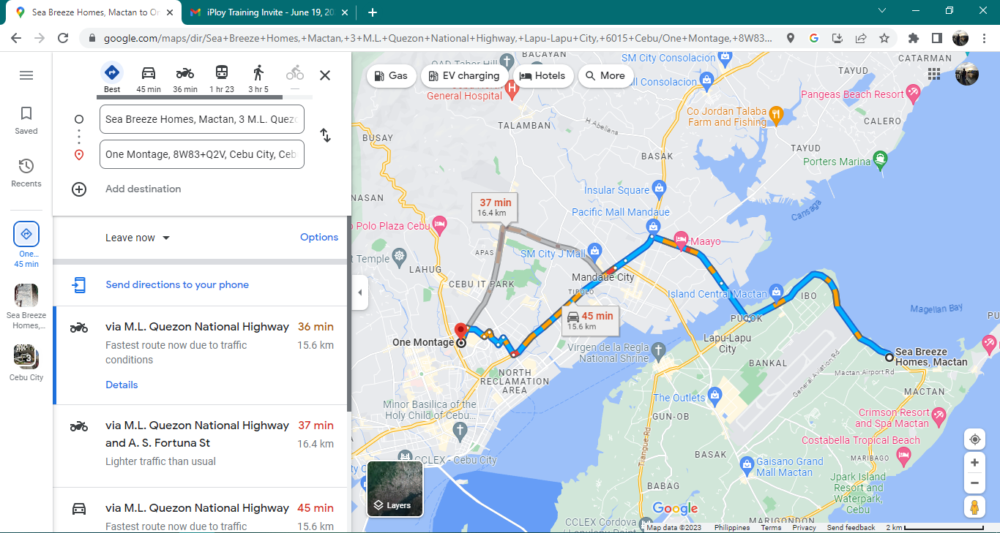 Sea Breeze Homes, Mactan to On
iPloy Training Invite - June 19, 20
google.com/maps/dir/Sea+Breeze+Homes,+Mactan,+3+M.L.+Quezon+National+Highway,+Lapu-Lapu+City,+6015+Cebu/One+Montage,+8W83...
Best
45 min
36 min
1 hr 23
3 hr 5
—
Sea Breeze Homes, Mactan, 3 M.L. Quezo
One Montage, 8W83+Q2V, Cebu City, Ceb
Add destination
Saved
Recents
One...
45 min
Sea Breeze
Homes,...
3
Cebu City
Leave now
Options
Send directions to your phone
via M.L. Quezon National Highway
36 min
Fastest route now due to traffic
conditions
15.6 km
Details
via M.L. Quezon National Highway
and A. S. Fortuna St
37 min
16.4 km
Lighter traffic than usual
via M.L. Quezon National Highway
45 min
Fastest route now due to traffic
15.6 km
Gas
EV charging
Hotels
More
BACAYAN
SM City Consolacion
CATARMAN
TAYUD
General Hospital
all Consolacion
Pangeas Beach Resort
Co Jordan Talaba
Farm and Fishing
CALERO
TALAMBAN
H Abellana
BUSAY
BASAK
TAYUD
Porters Marina
Insular Square
NASAN
37 min
16.4 km
Pacific Mall Mandaue
Cansaga
o Polo Plaza Cebu
Maayo
APAS
SM City J Mall
t Temple
LAHUG
CEBU IT PARK
Mandaue City
TIPOLO
Island Central Mactan
IBO
Magellan Bay
45 min
15.6 km
PUSOK
PU
One Montage
Lapu-Lapu
City
Virgen de la Regla
National Shrine
Sea Breeze
Homes, Mactan
BANKAL
General Aviation Rd
Mactan Airport Rd
NORTH
RECLAMATION
AREA
MACTAN
The Outlets
Minor Basilica of the
Holy Child of Cebu...
GUN-OB
Crimson Resort
and Spa Mactan
Tiangue Rd
Costabella Tropical Beach
BASAK
MARIBAGO
CCLEX - Cebu City
Gaisano Grand
Mall Mactan
Jpark Island
Resort and
Waterpark,
Cebu
BABAG
Layers
Google
CCLEX Cordova
MARIGONDON
Map data ©2023
Philippines
Terms
Privacy
Send feedback
2 km